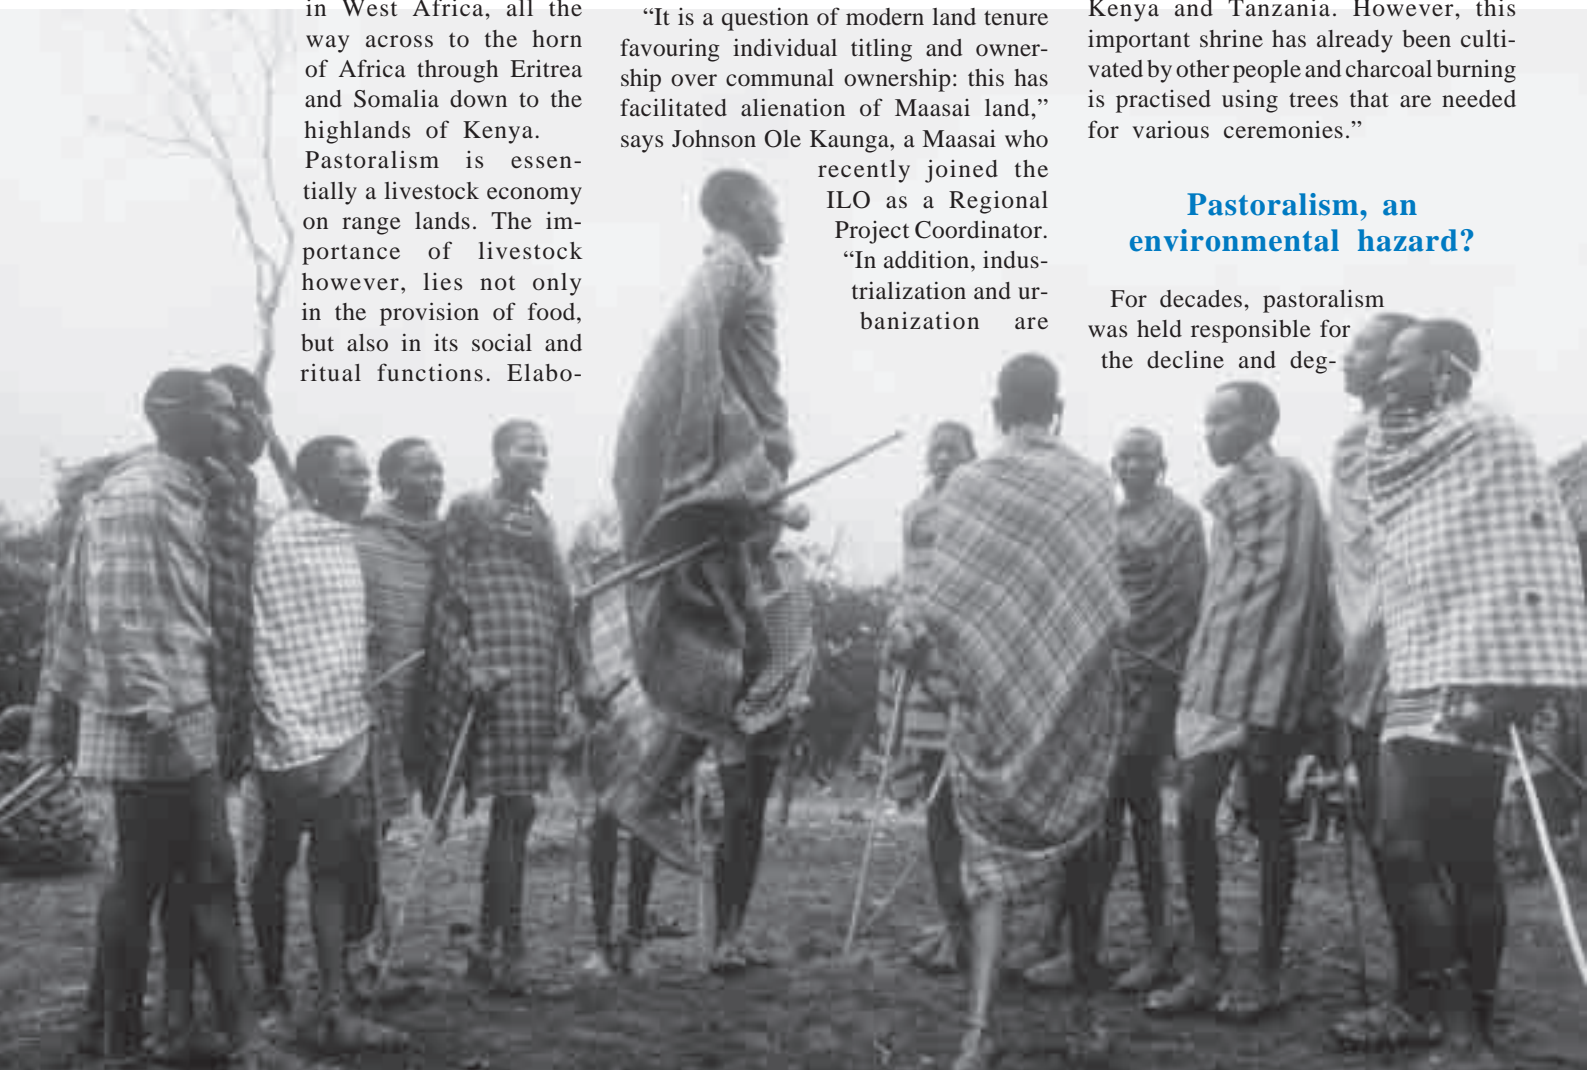 in West Africa, all the
way across to the horn
of Africa through Eritrea
and Somalia down to the
highlands of Kenya.
Pastoralism is essen-
tially a livestock economy
on range lands. The im-
portance of livestock
however, lies not only
in the provision of food,
but also in its social and
ritual functions. Elabo-
“It is a question of modern land tenure
favouring individual titling and owner-
ship over communal ownership: this has
facilitated alienation of Maasai land,”
says Johnson Ole Kaunga, a Maasai who
recently joined the
ILO as a Regional
Project Coordinator.
“In addition, indus-
trialization and ur-
banization are
Kenya and Tanzania. However, this
important shrine has already been culti-
vated by other people and charcoal burning
is practised using trees that are needed
for various ceremonies.”
Pastoralism, an
environmental hazard?
For decades, pastoralism
was held responsible for
the decline and deg-